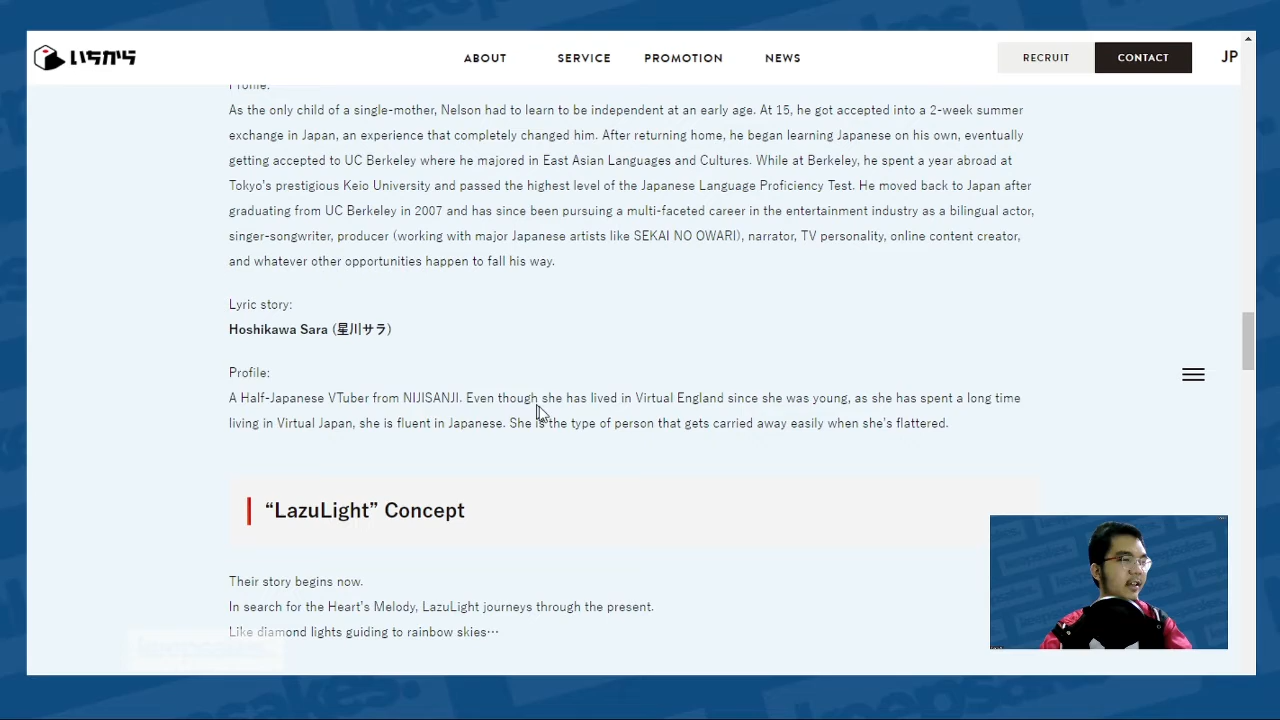 いちから
ABOUT
SERVICE
PROMOTION
NEWS
RECRUIT
CONTACT
JP
Profile:
As the only child of a single-mother, Nelson had to learn to be independent at an early age. At 15, he got accepted into a 2-week summer
exchange in Japan, an experience that completely changed him. After returning home, he began learning Japanese on his own, eventually
getting accepted to UC Berkeley where he majored in East Asian Languages and Cultures. While at Berkeley, he spent a year abroad at
Tokyo's prestigious Keio University and passed the highest level of the Japanese Language Proficiency Test. He moved back to Japan after
graduating from UC Berkeley in 2007 and has since been pursuing a multi-faceted career in the entertainment industry as a bilingual actor,
singer-songwriter, producer (working with major Japanese artists like SEKAI NO OWARI), narrator, TV personality, online content creator,
and whatever other opportunities happen to fall his way.
Lyric story:
Hoshikawa Sara (星川サラ)
Profile:
A Half-Japanese VTuber from NIJISANJI. Even though she has lived in Virtual England since she was young, as she has spent a long time
living in Virtual Japan, she is fluent in Japanese. She is the type of person that gets carried away easily when she's flattered.
“LazuLight” Concept
Their story begins now.
In search for the Heart's Melody, LazuLight journeys through the present.
Like diamond lights guiding to rainbow skies…
keepsakes.